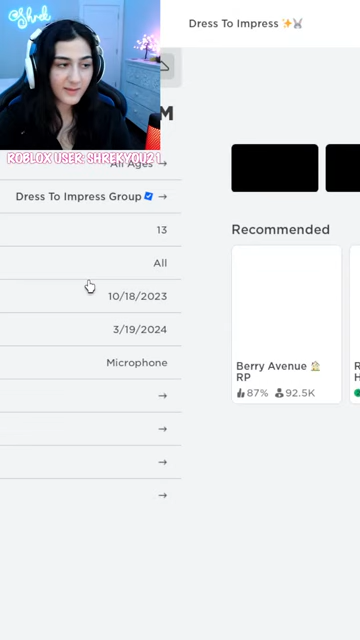 Shrek
Dress To Impress ✨🐰
M
ROBLOX USER: SHREKYOU21
All Ages →
Dress To Impress Group →
13
All
10/18/2023
3/19/2024
Microphone
→
→
→
→
Recommended
Berry Avenue 🏠
RP
87% 92.5K
R
H